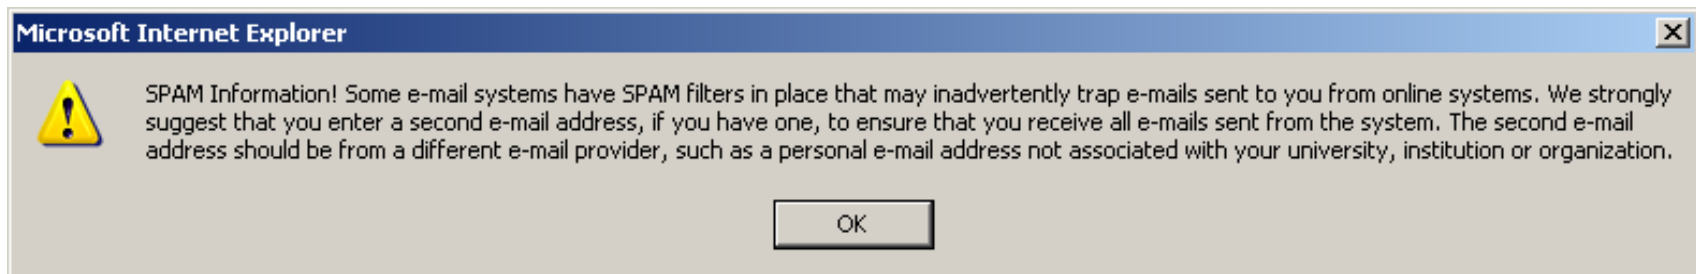 Microsoft Internet Explorer
SPAM Information! Some e-mail systems have SPAM filters in place that may inadvertently trap e-mails sent to you from online systems. We strongly
suggest that you enter a second e-mail address, if you have one, to ensure that you receive all e-mails sent from the system. The second e-mail
address should be from a different e-mail provider, such as a personal e-mail address not associated with your university, institution or organization.
OK